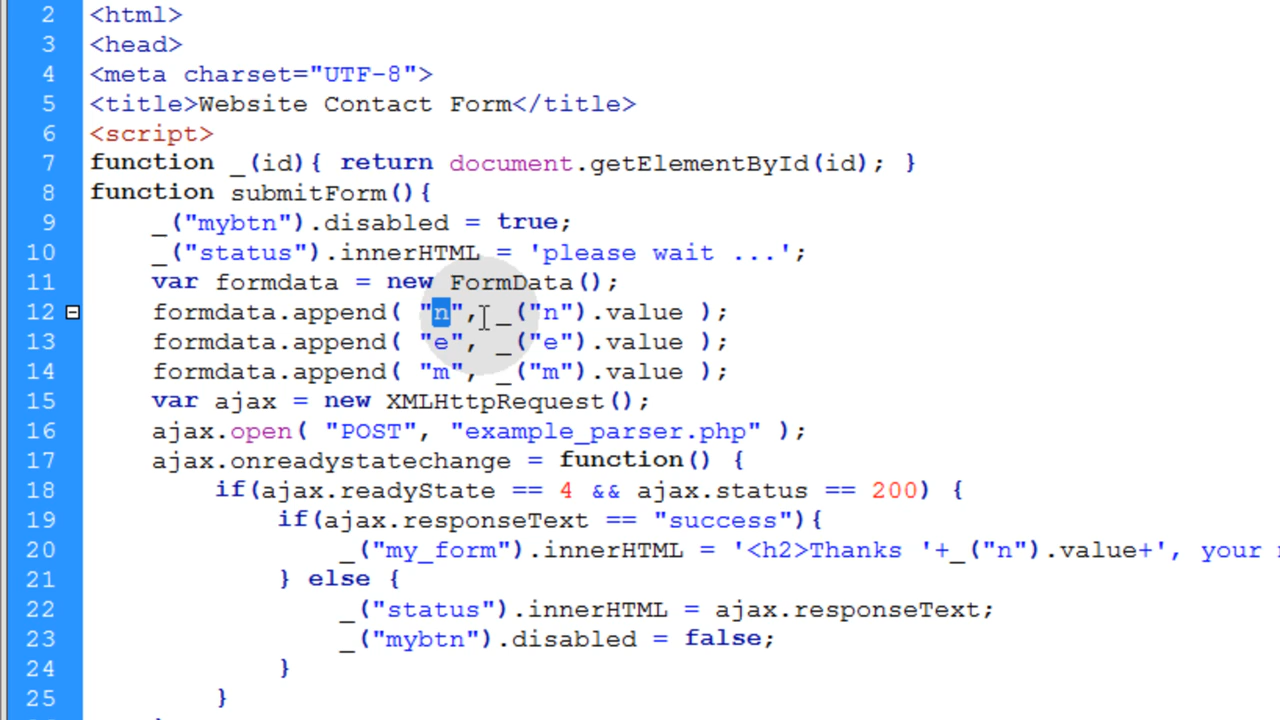 2 <html>
3 <head>
4 <meta charset="UTF-8">
5 <title>Website Contact Form</title>
6 <script>
7 function _(id){ return document.getElementById(id); }
8 function submitForm(){
9 _("mybtn").disabled = true;
10 _("status").innerHTML = 'please wait ...';
11 var formdata = new FormData();
12 formdata.append( "n", _("n").value );
13 formdata.append( "e", _("e").value );
14 formdata.append( "m", _("m").value );
15 var ajax = new XMLHttpRequest();
16 ajax.open( "POST", "example_parser.php" );
17 ajax.onreadystatechange = function() {
18 if(ajax.readyState == 4 && ajax.status == 200) {
19 if(ajax.responseText == "success"){
20 _("my_form").innerHTML = '<h2>Thanks '+_("n").value+', your
21 } else {
22 _("status").innerHTML = ajax.responseText;
23 _("mybtn").disabled = false;
24 }
25 }